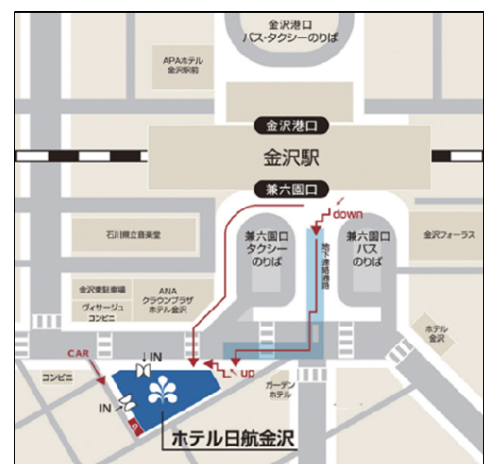 金沢港口
バス・タクシーのりば
APAホテル
金沢駅前
金沢港口
金沢駅
兼六園口
down
石川県立音楽堂
兼六園口
タクシー
のりば
地下連絡通路
兼六園口
バス
のりば
金沢フォーラス
金沢東駐車場
ヴィサージュ
コンビニ
ANA
クラウンプラザ
ホテル金沢
ホテル
金沢
CAR
IN
コンビニ
UP
ガーデン
ホテル
IN
P
ホテル日航金沢